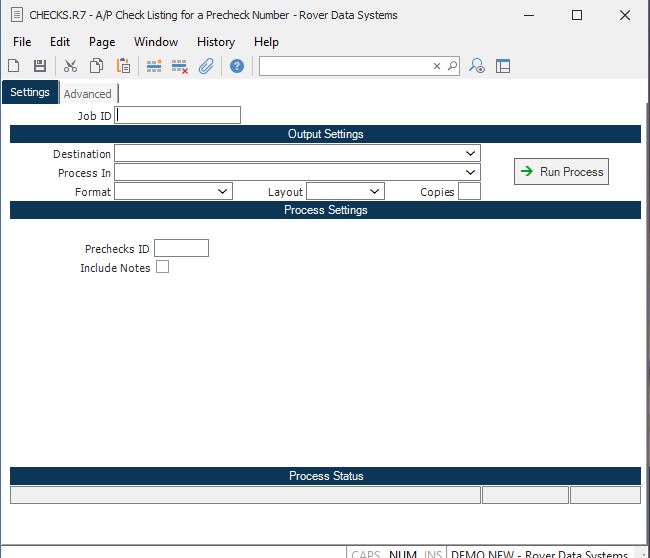 CHECKS.R7 - A/P Check Listing for a Precheck Number - Rover Data Systems
File Edit Page Window History Help
Settings Advanced
Job ID
Output Settings
Destination
Process In
Run Process
Format Layout Copies
Process Settings
Prechecks ID
Include Notes
Process Status
CAPS NUM INS DEMO NEW - Rover Data Systems